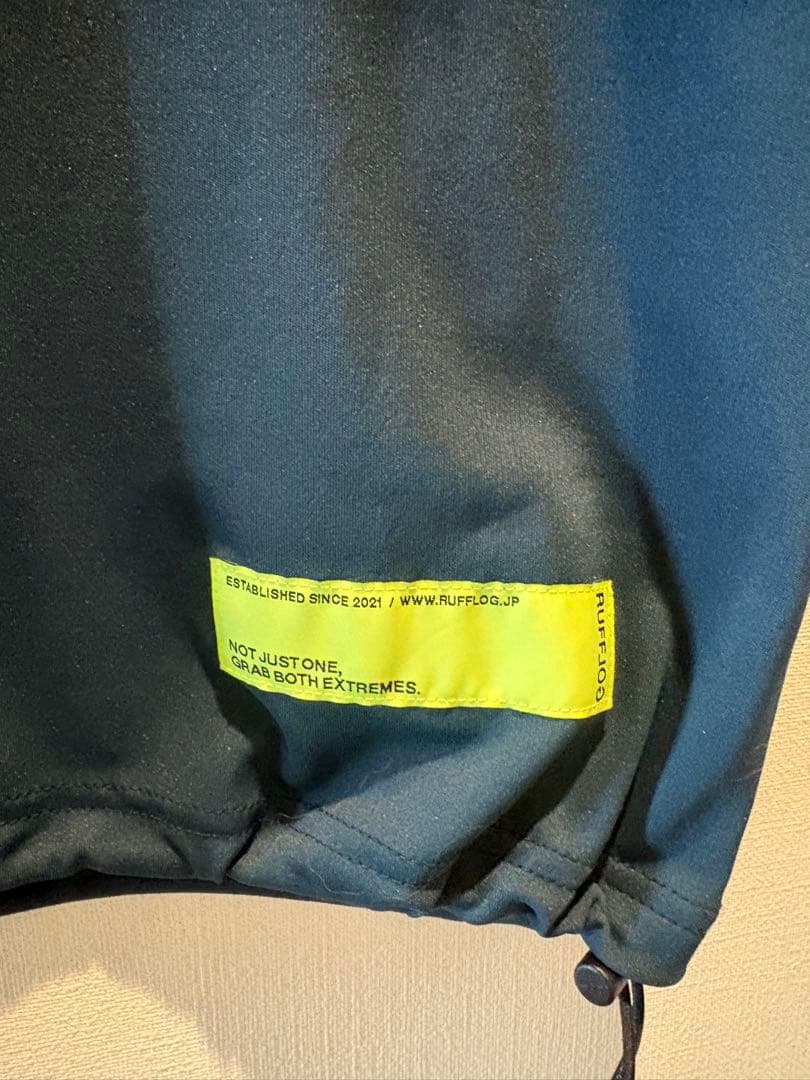 ESTABLISHED SINCE 2021 / WWW.RUFFLOG.JP
NOT JUST ONE,
GRAB BOTH EXTREMES.
RUFFLOG